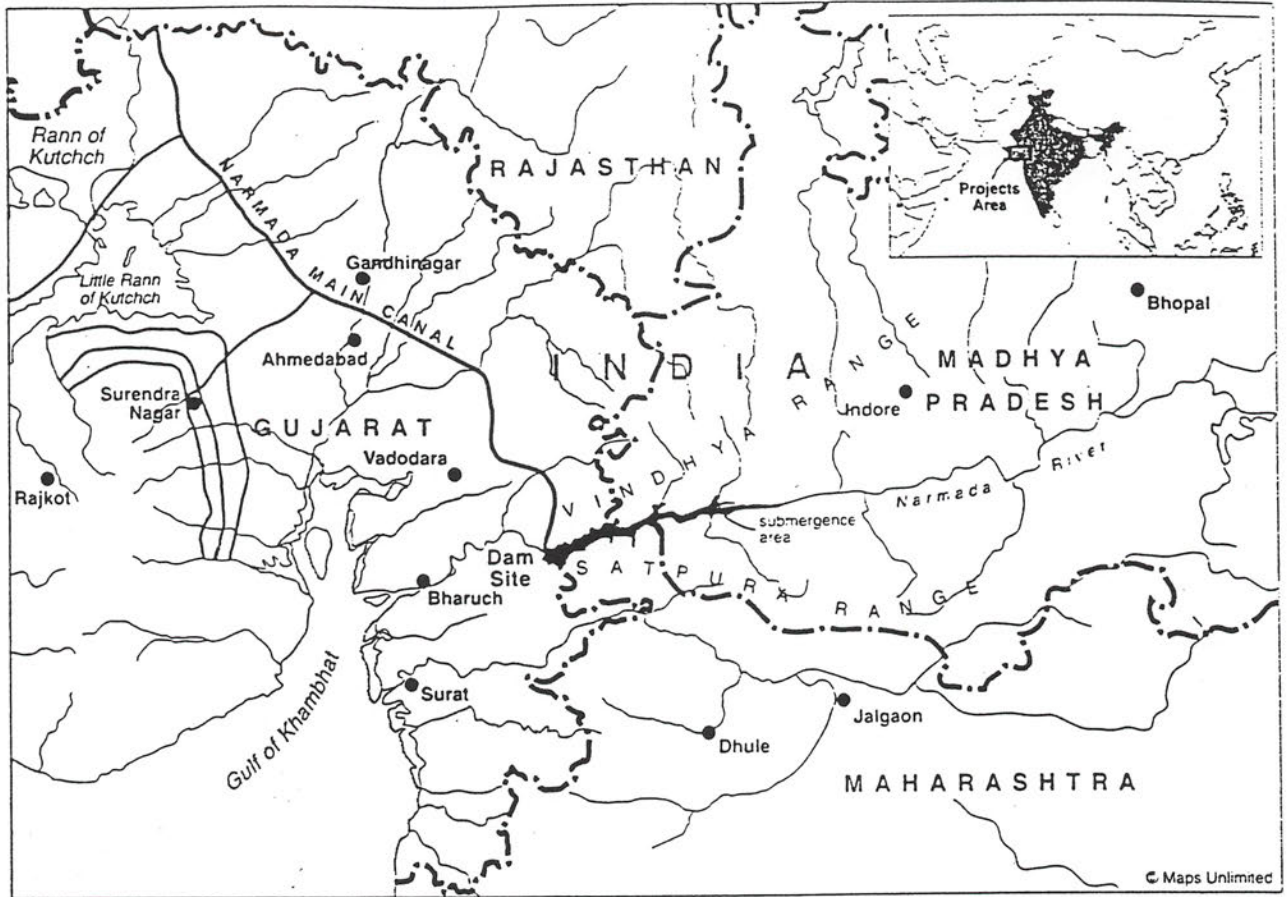 Rann of
Kutchch
NARMADA MAIN CANAL
RAJASTHAN
Projects
Area
Little Rann
of Kutchch
Gandhinagar
Bhopal
Ahmedabad
INDIA
MADHYA
PRADESH
Indore
Surendra
Nagar
GUJARAT
VINDHYA RANGE
Vadodara
Rajkot
Narmada River
submergence
area
Dam
Site
SATPURA RANGE
Bharuch
Gulf of Khambhat
Surat
Jalgaon
Dhule
MAHARASHTRA
© Maps Unlimited